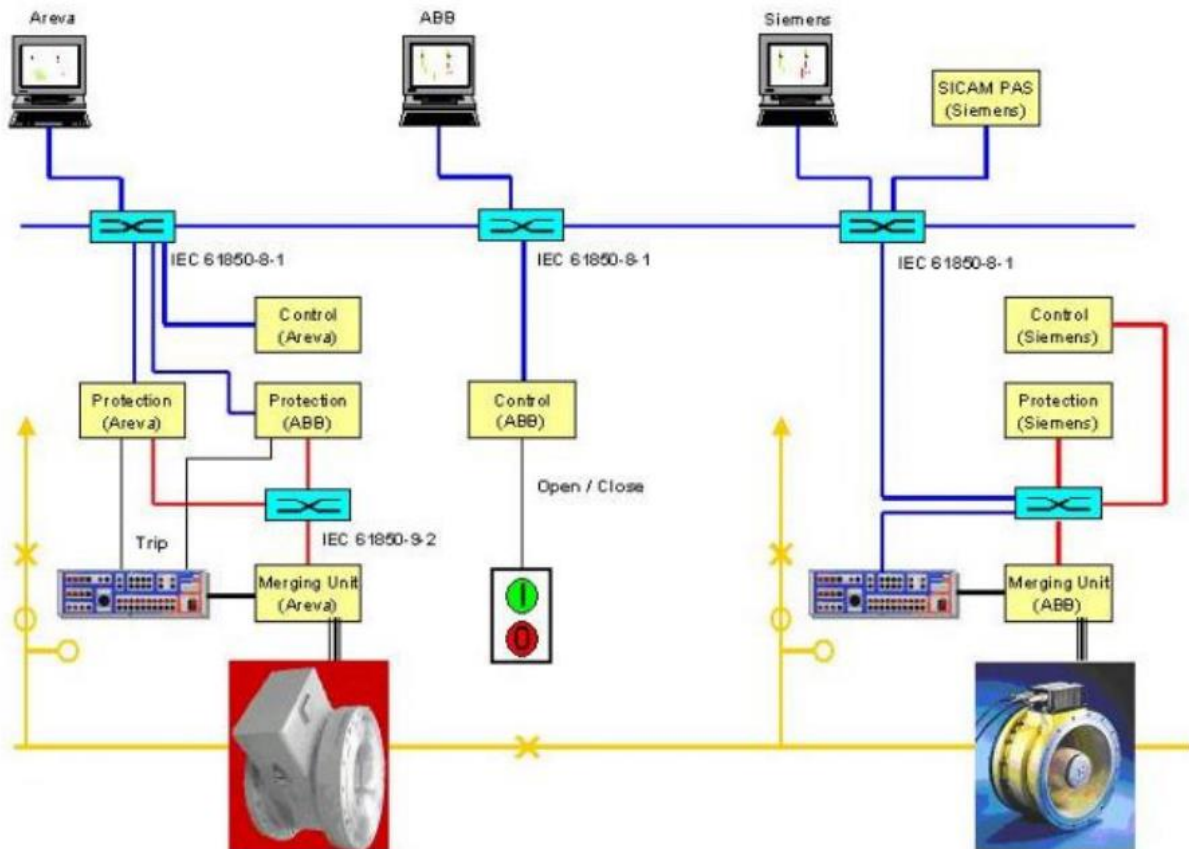 Areva
ABB
Siemens
SICAM PAS
(Siemens)
IEC 61850-8-1
IEC 61850-8-1
IEC 61850-8-1
Control
(Areva)
Control
(Siemens)
Protection
(Areva)
Protection
(ABB)
Control
(ABB)
Protection
(Siemens)
Open / Close
IEC 61850-9-2
Trip
Merging Unit
(Areva)
I
O
Merging Unit
(ABB)